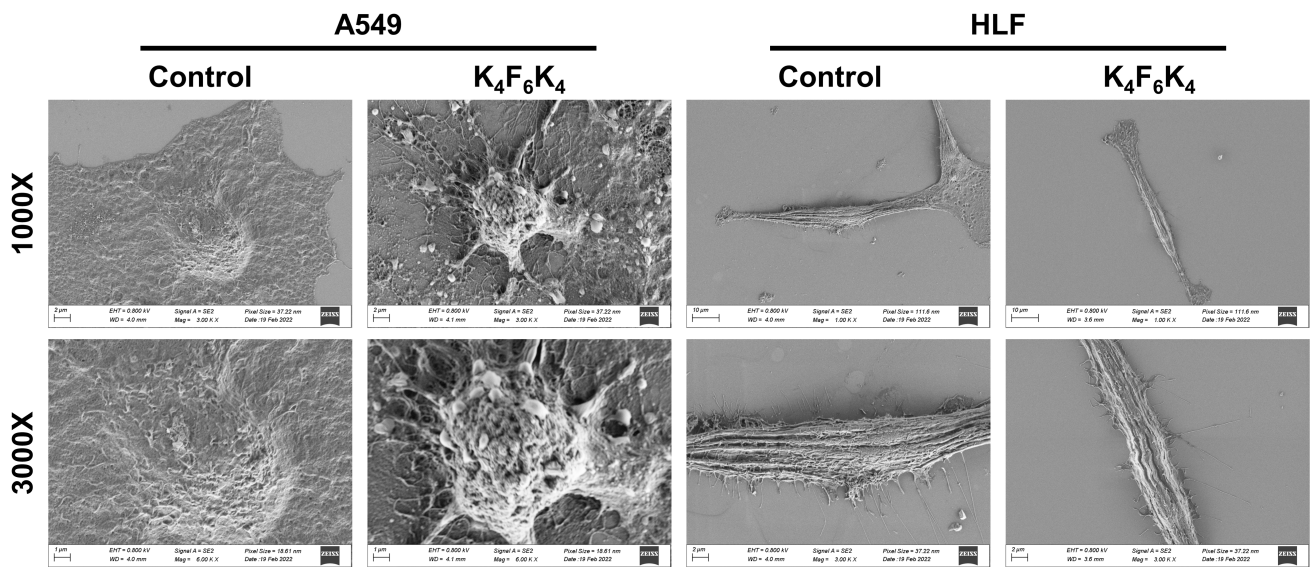 A549 HLF
Control K₄F₆K₄ Control K₄F₆K₄
1000X
2 µm EHT = 0.800 kV Signal A = SE2 Pixel Size = 37.22 nm ZEISS
WD = 4.0 mm Mag = 3.00 K X Date :19 Feb 2022
2 µm EHT = 0.800 kV Signal A = SE2 Pixel Size = 37.22 nm ZEISS
WD = 4.1 mm Mag = 3.00 K X Date :19 Feb 2022
10 µm EHT = 0.800 kV Signal A = SE2 Pixel Size = 111.6 nm ZEISS
WD = 4.0 mm Mag = 1.00 K X Date :19 Feb 2022
10 µm EHT = 0.800 kV Signal A = SE2 Pixel Size = 111.6 nm ZEISS
WD = 3.6 mm Mag = 1.00 K X Date :19 Feb 2022
3000X
1 µm EHT = 0.800 kV Signal A = SE2 Pixel Size = 18.61 nm ZEISS
WD = 4.0 mm Mag = 6.00 K X Date :19 Feb 2022
1 µm EHT = 0.800 kV Signal A = SE2 Pixel Size = 18.61 nm ZEISS
WD = 4.1 mm Mag = 6.00 K X Date :19 Feb 2022
2 µm EHT = 0.800 kV Signal A = SE2 Pixel Size = 37.22 nm ZEISS
WD = 4.0 mm Mag = 3.00 K X Date :19 Feb 2022
2 µm EHT = 0.800 kV Signal A = SE2 Pixel Size = 37.22 nm ZEISS
WD = 3.6 mm Mag = 3.00 K X Date :19 Feb 2022